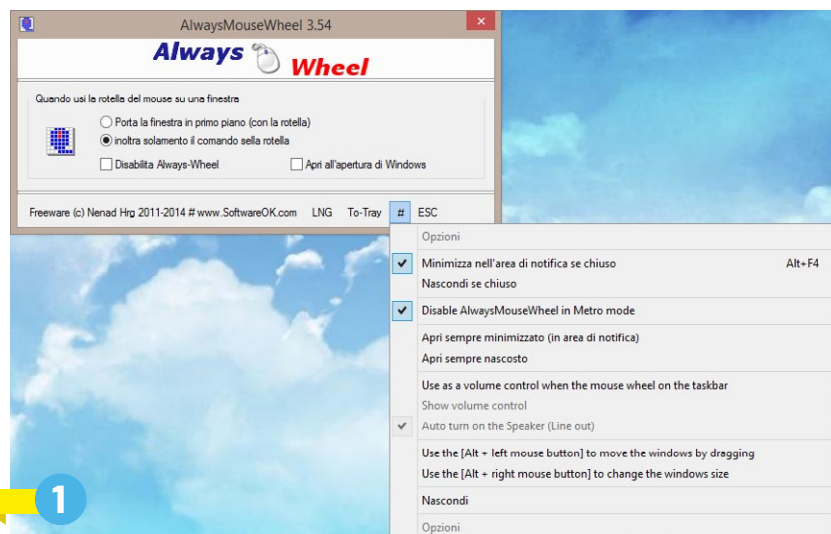 AlwaysMouseWheel 3.54
Always Wheel
Quando usi la rotella del mouse su una finestra
Porta la finestra in primo piano (con la rotella)
inoltra solamento il comando sella rotella
Disabilita Always-Wheel Apri all'apertura di Windows
Freeware (c) Nenad Hrg 2011-2014 # www.SoftwareOK.com LNG To-Tray # ESC
Opzioni
Minimizza nell'area di notifica se chiuso Alt+F4
Nascondi se chiuso
Disable AlwaysMouseWheel in Metro mode
Apri sempre minimizzato (in area di notifica)
Apri sempre nascosto
Use as a volume control when the mouse wheel on the taskbar
Show volume control
Auto turn on the Speaker (Line out)
Use the [Alt + left mouse button] to move the windows by dragging
Use the [Alt + right mouse button] to change the windows size
Nascondi
Opzioni
1